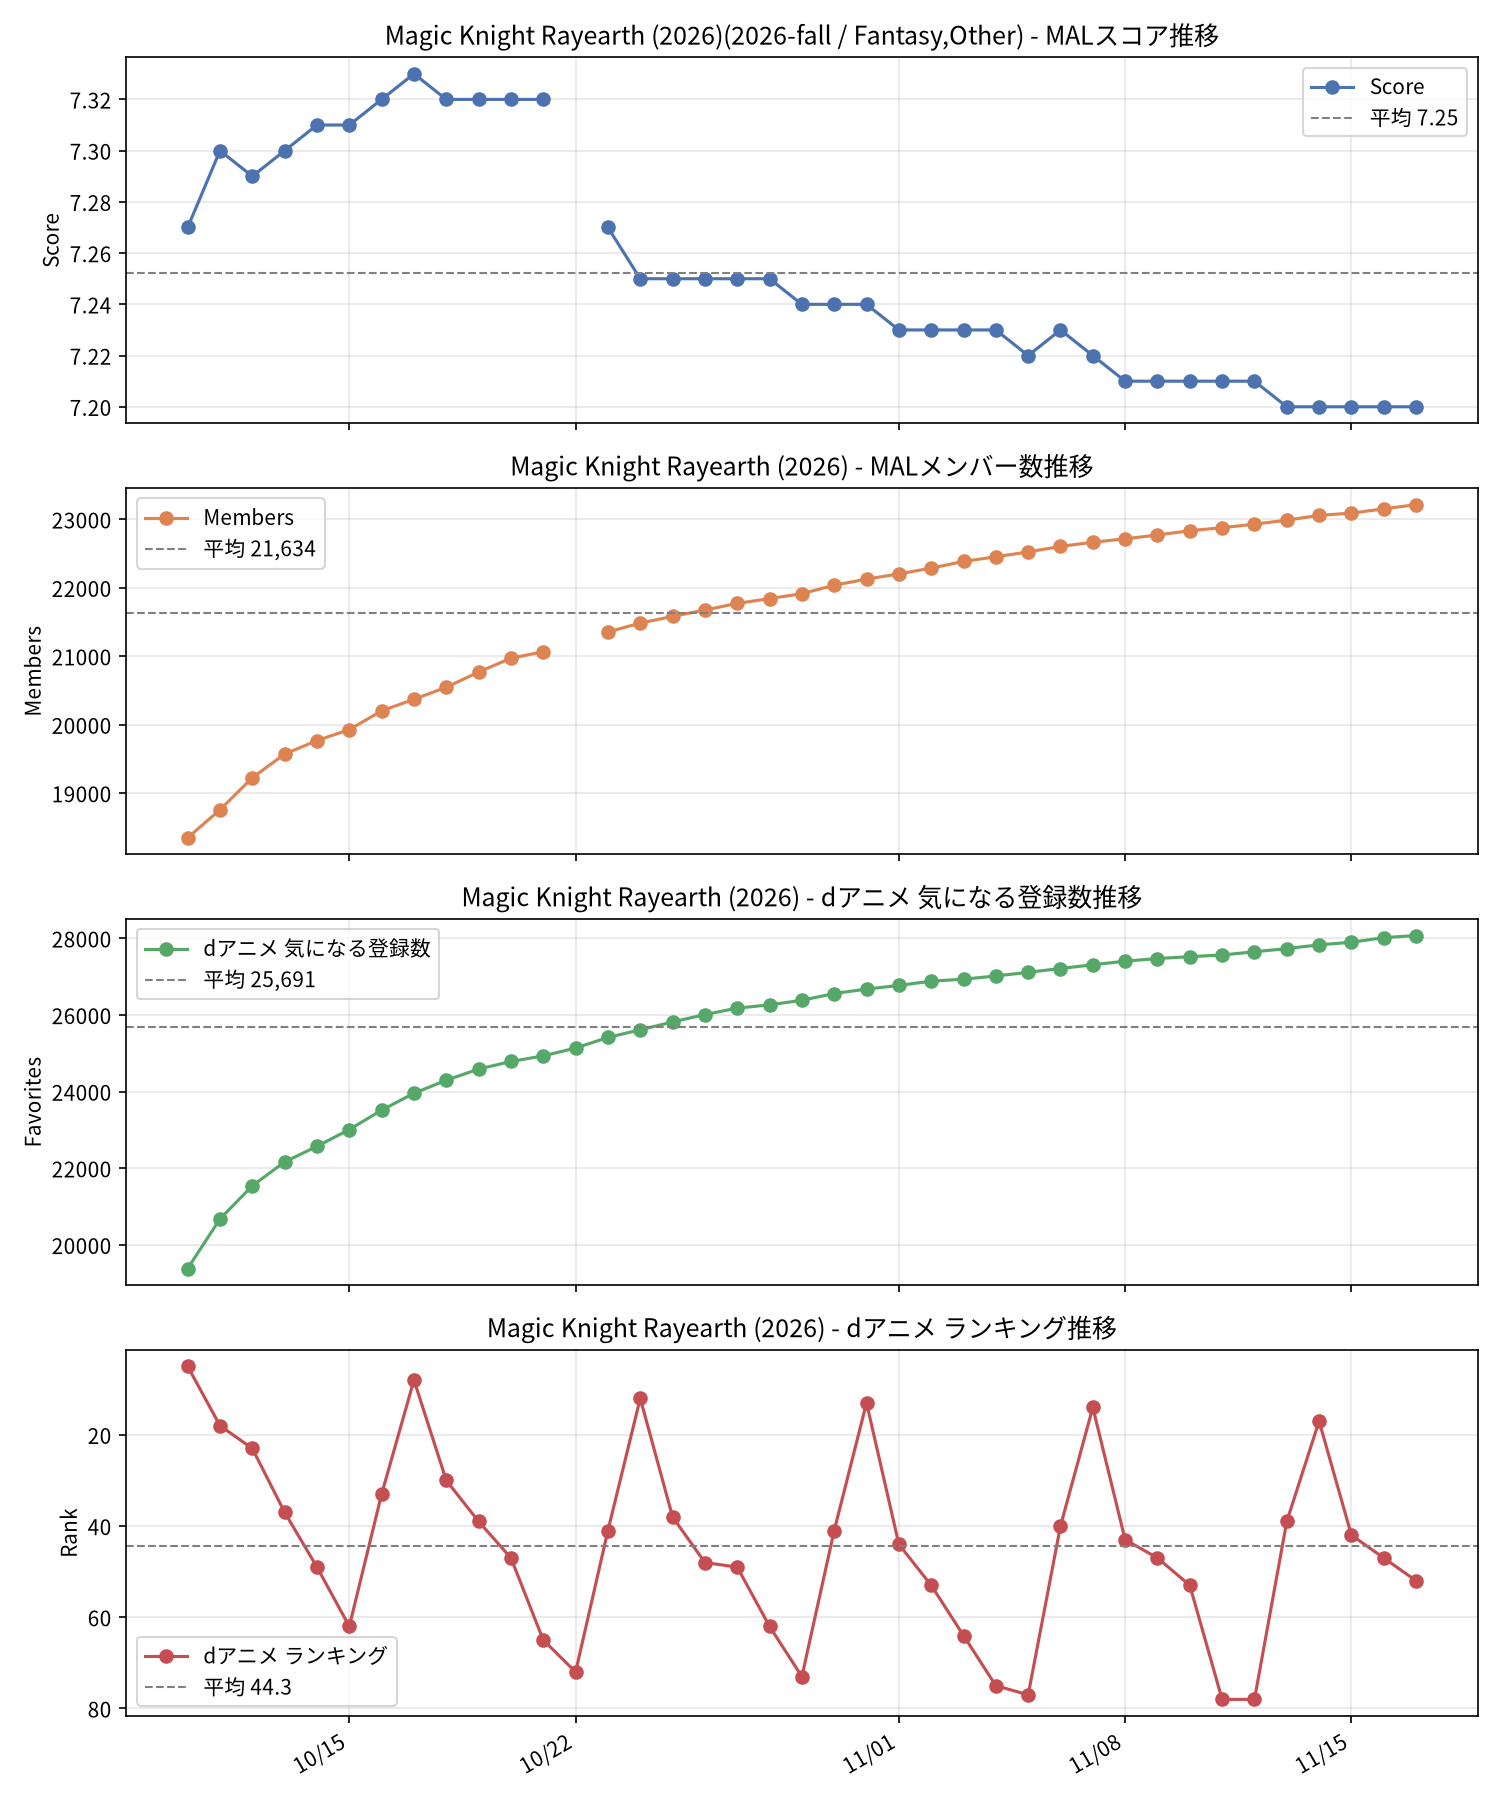 Magic Knight Rayearth (2026)(2026-fall / Fantasy,Other) - MALスコア推移
Score
7.32
7.30
7.28
7.26
7.24
7.22
7.20
Score
平均 7.25
Magic Knight Rayearth (2026) - MALメンバー数推移
Members
23000
22000
21000
20000
19000
Members
平均 21,634
Magic Knight Rayearth (2026) - dアニメ 気になる登録数推移
Favorites
28000
26000
24000
22000
20000
dアニメ 気になる登録数
平均 25,691
Magic Knight Rayearth (2026) - dアニメ ランキング推移
Rank
20
40
60
80
dアニメ ランキング
平均 44.3
10/15
10/22
11/01
11/08
11/15